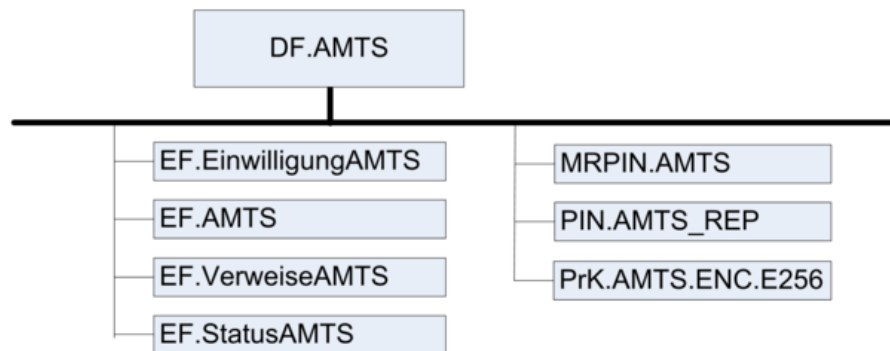 DF.AMTS
EF.EinwilligungAMTS
EF.AMTS
EF.VerweiseAMTS
EF.StatusAMTS
MRPIN.AMTS
PIN.AMTS_REP
PrK.AMTS.ENC.E256